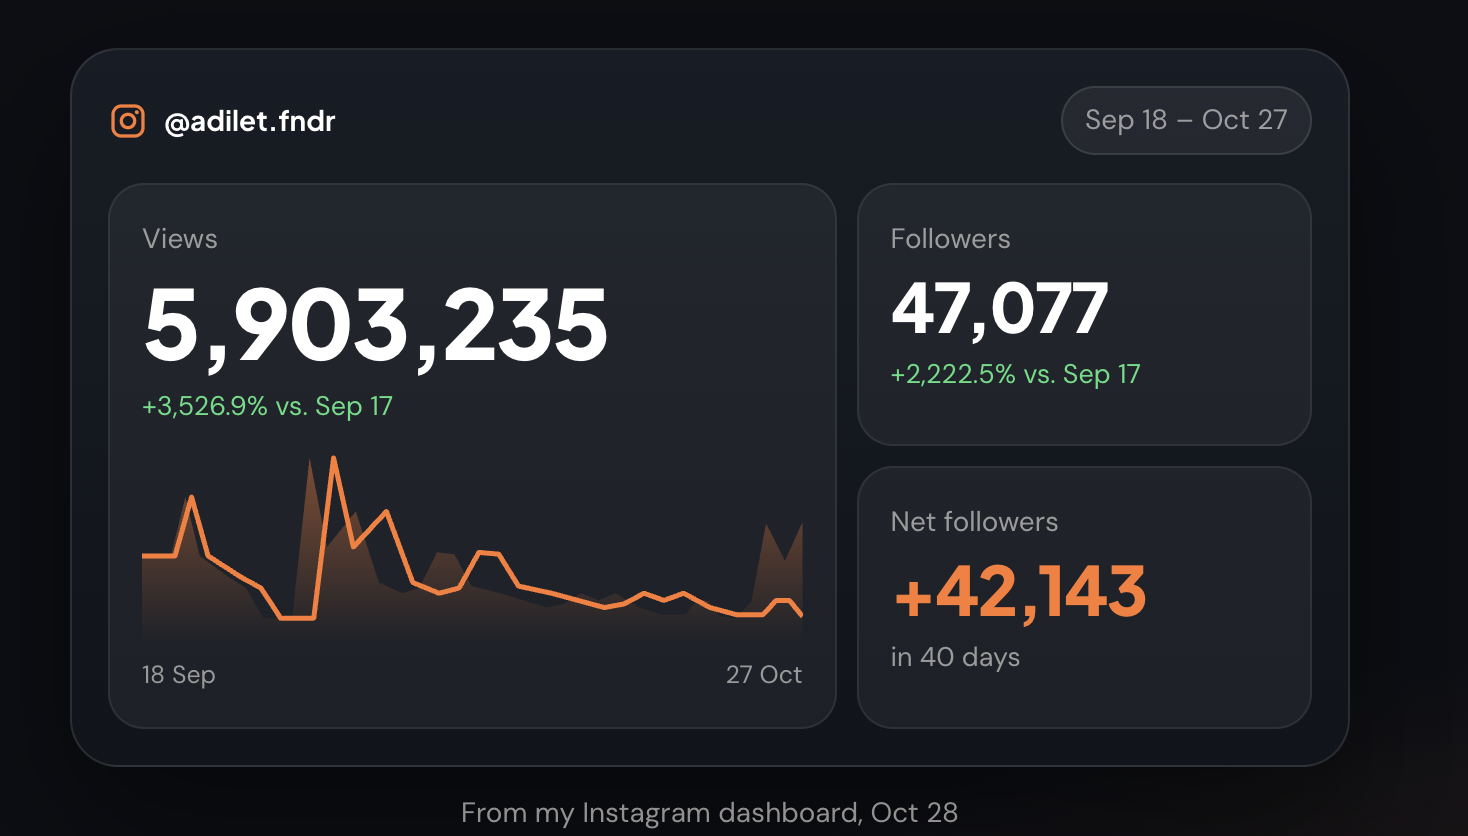 @adilet.fndr
Sep 18 – Oct 27
Views
5,903,235
+3,526.9% vs. Sep 17
18 Sep
27 Oct
Followers
47,077
+2,222.5% vs. Sep 17
Net followers
+42,143
in 40 days
From my Instagram dashboard, Oct 28